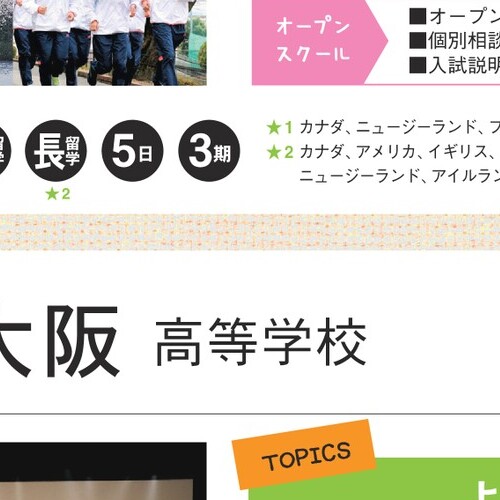 オープン
スクール
■オープン
■個別相談
■入試説明
長留学
5日
3期
★2
★1 カナダ、ニュージーランド、
★2 カナダ、アメリカ、イギリス、
ニュージーランド、アイルラン
大阪 高等学校
TOPICS